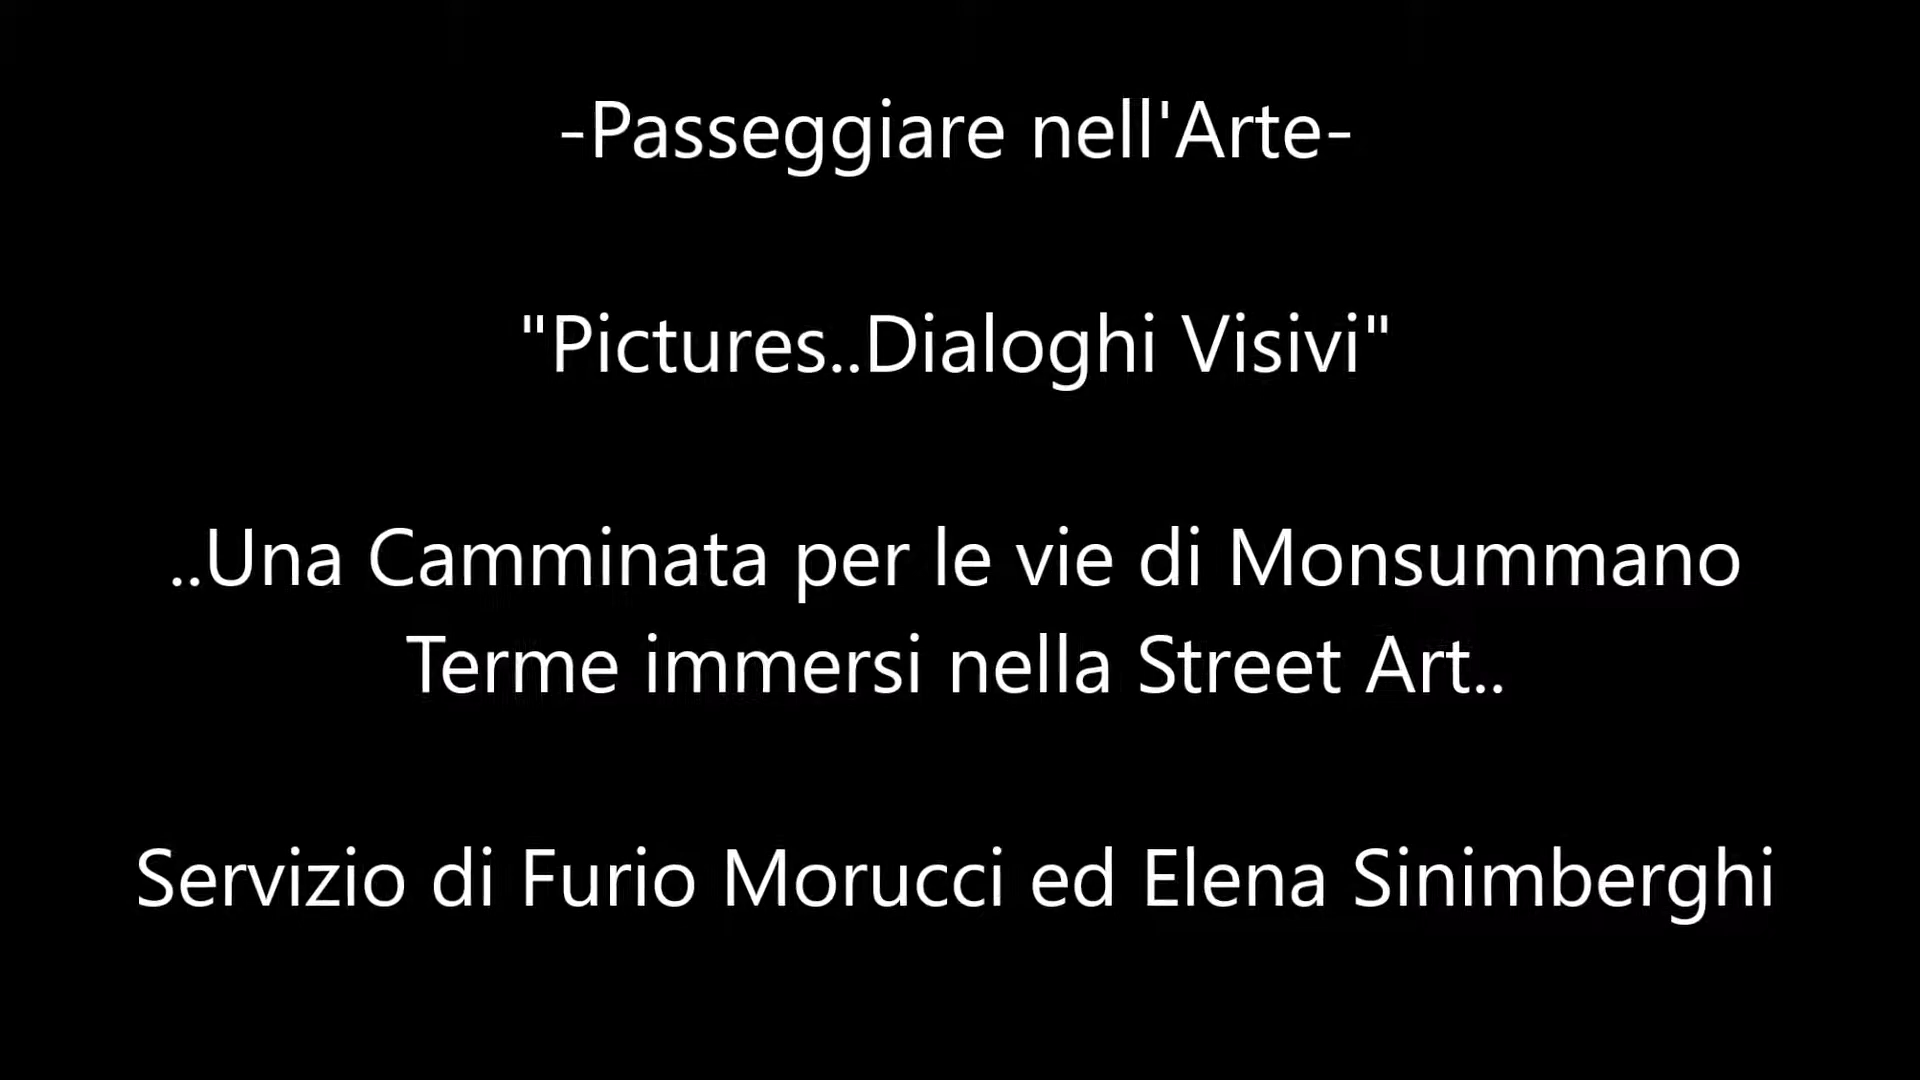 -Passeggiare nell'Arte-
"Pictures..Dialoghi Visivi"
..Una Camminata per le vie di Monsummano
Terme immersi nella Street Art..
Servizio di Furio Morucci ed Elena Sinimberghi